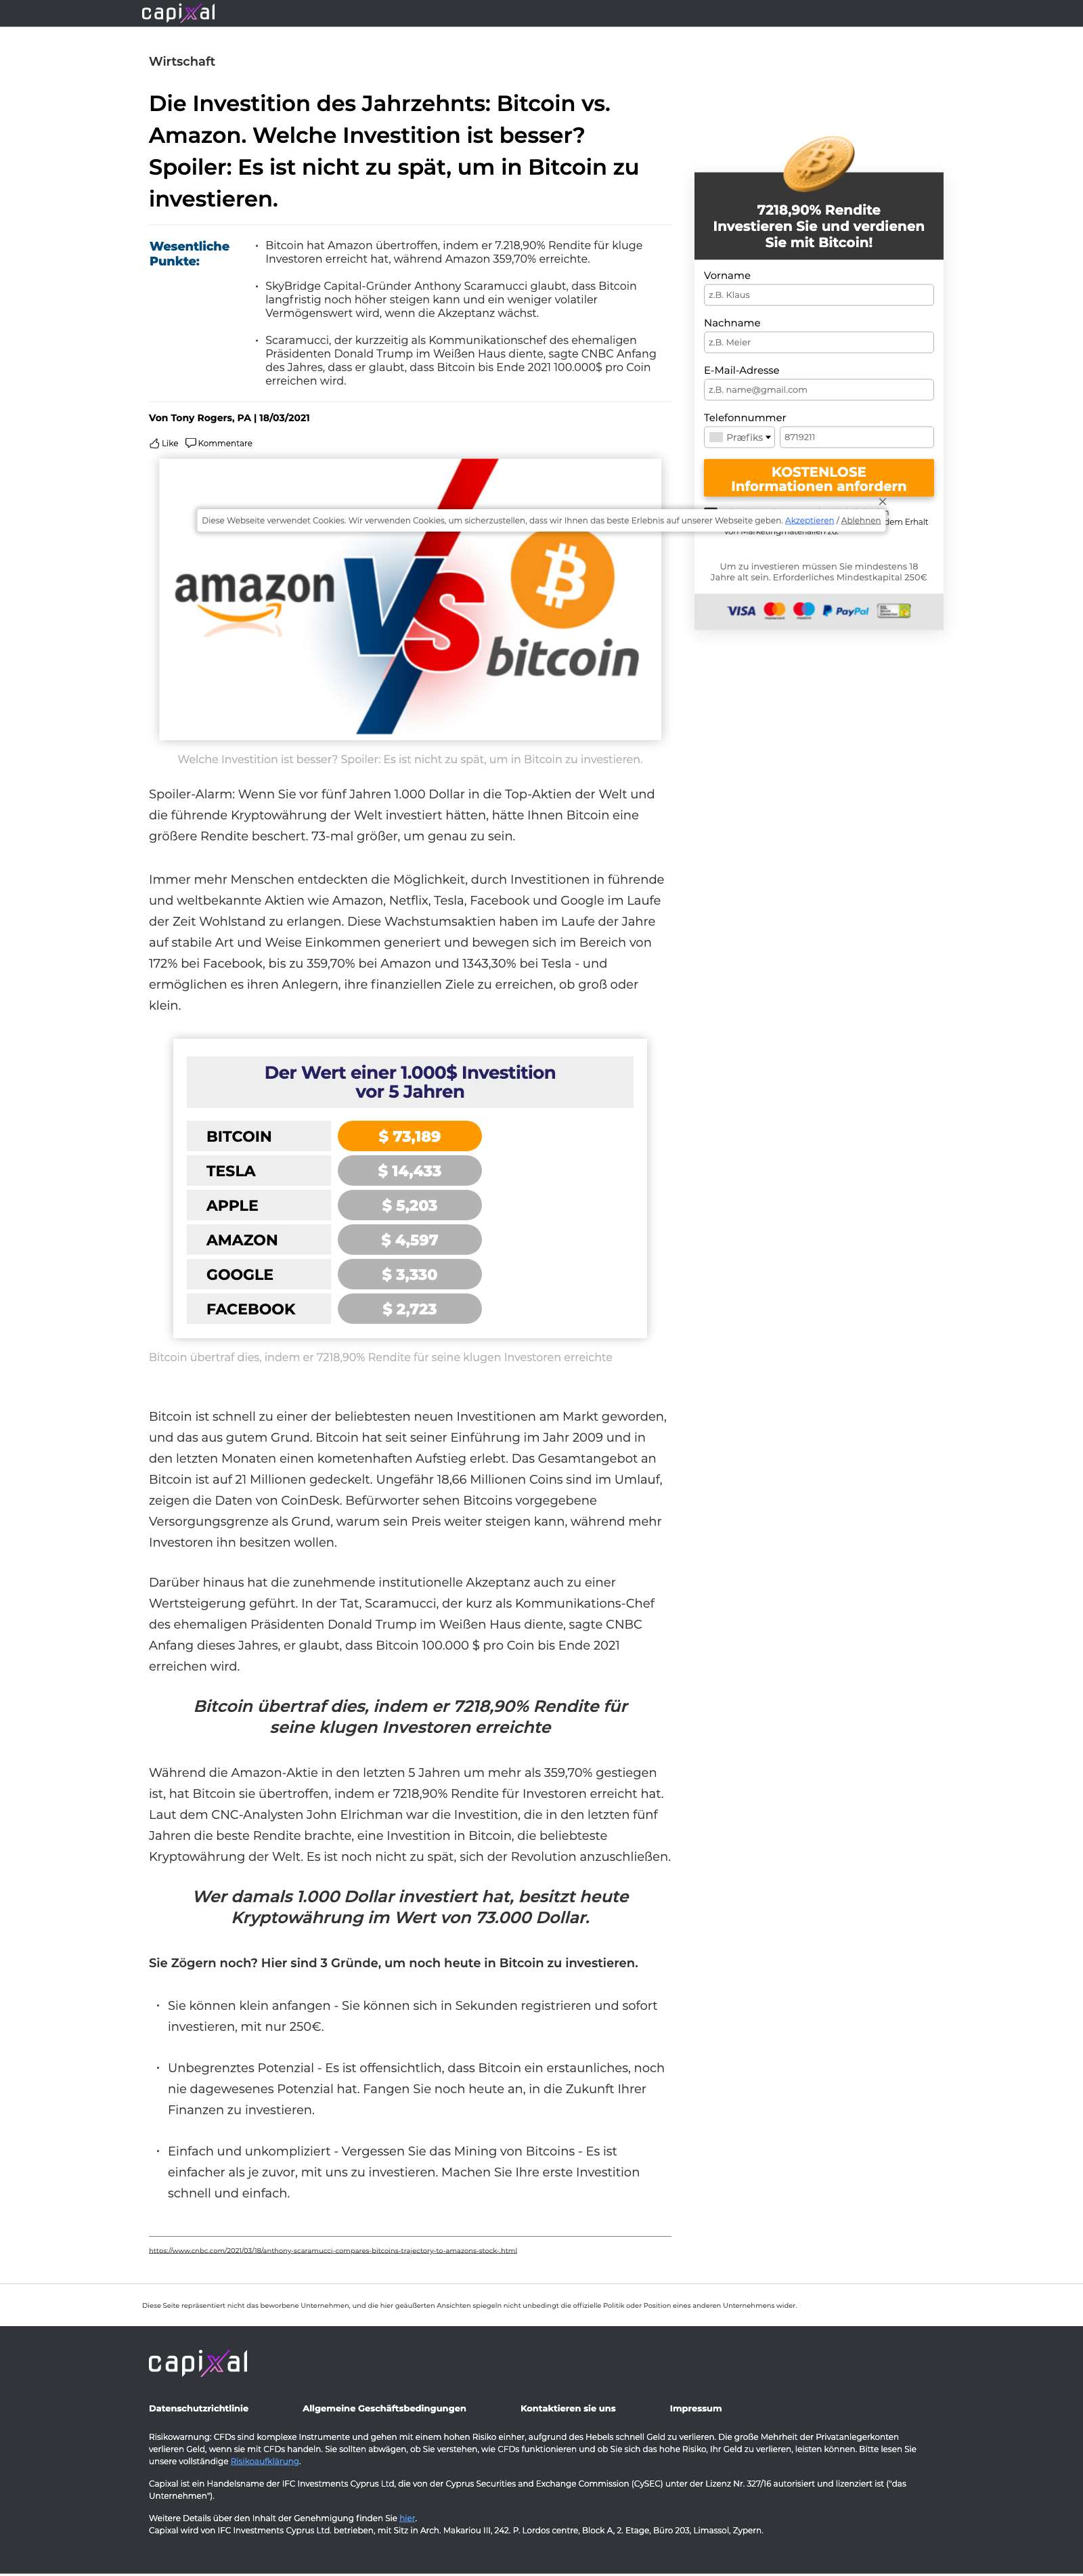 capixal
Wirtschaft
Die Investition des Jahrzehnts: Bitcoin vs.
Amazon. Welche Investition ist besser?
Spoiler: Es ist nicht zu spät, um in Bitcoin zu
investieren.
Wesentliche
Punkte:
· Bitcoin hat Amazon übertroffen, indem er 7.218,90% Rendite für kluge
Investoren erreicht hat, während Amazon 359,70% erreichte.
· SkyBridge Capital-Gründer Anthony Scaramucci glaubt, dass Bitcoin
langfristig noch höher steigen kann und ein weniger volatiler
Vermögenswert wird, wenn die Akzeptanz wächst.
· Scaramucci, der kurzzeitig als Kommunikationschef des ehemaligen
Präsidenten Donald Trump im Weißen Haus diente, sagte CNBC Anfang
des Jahres, dass er glaubt, dass Bitcoin bis Ende 2021 100.000$ pro Coin
erreichen wird.
Von Tony Rogers, PA | 18/03/2021
Like Kommentare
7218,90% Rendite
Investieren Sie und verdienen
Sie mit Bitcoin!
Vorname
z.B. Klaus
Nachname
z.B. Meier
E-Mail-Adresse
z.B. name@gmail.com
Telefonnummer
Præfiks 8719211
KOSTENLOSE
Informationen anfordern
Diese Webseite verwendet Cookies. Wir verwenden Cookies, um sicherzustellen, dass wir Ihnen das beste Erlebnis auf unserer Webseite geben. Akzeptieren / Ablehnen
dem Erhalt
von Marketingmaterialien zu.
Um zu investieren müssen Sie mindestens 18
Jahre alt sein. Erforderliches Mindestkapital 250€
VISA PayPal
amazon VS bitcoin
Welche Investition ist besser? Spoiler: Es ist nicht zu spät, um in Bitcoin zu investieren.
Spoiler-Alarm: Wenn Sie vor fünf Jahren 1.000 Dollar in die Top-Aktien der Welt und
die führende Kryptowährung der Welt investiert hätten, hätte Ihnen Bitcoin eine
größere Rendite beschert. 73-mal größer, um genau zu sein.
Immer mehr Menschen entdeckten die Möglichkeit, durch Investitionen in führende
und weltbekannte Aktien wie Amazon, Netflix, Tesla, Facebook und Google im Laufe
der Zeit Wohlstand zu erlangen. Diese Wachstumsaktien haben im Laufe der Jahre
auf stabile Art und Weise Einkommen generiert und bewegen sich im Bereich von
172% bei Facebook, bis zu 359,70% bei Amazon und 1343,30% bei Tesla - und
ermöglichen es ihren Anlegern, ihre finanziellen Ziele zu erreichen, ob groß oder
klein.
Der Wert einer 1.000$ Investition
vor 5 Jahren
BITCOIN $ 73,189
TESLA $ 14,433
APPLE $ 5,203
AMAZON $ 4,597
GOOGLE $ 3,330
FACEBOOK $ 2,723
Bitcoin übertraf dies, indem er 7218,90% Rendite für seine klugen Investoren erreichte
Bitcoin ist schnell zu einer der beliebtesten neuen Investitionen am Markt geworden,
und das aus gutem Grund. Bitcoin hat seit seiner Einführung im Jahr 2009 und in
den letzten Monaten einen kometenhaften Aufstieg erlebt. Das Gesamtangebot an
Bitcoin ist auf 21 Millionen gedeckelt. Ungefähr 18,66 Millionen Coins sind im Umlauf,
zeigen die Daten von CoinDesk. Befürworter sehen Bitcoins vorgegebene
Versorgungsgrenze als Grund, warum sein Preis weiter steigen kann, während mehr
Investoren ihn besitzen wollen.
Darüber hinaus hat die zunehmende institutionelle Akzeptanz auch zu einer
Wertsteigerung geführt. In der Tat, Scaramucci, der kurz als Kommunikations-Chef
des ehemaligen Präsidenten Donald Trump im Weißen Haus diente, sagte CNBC
Anfang dieses Jahres, er glaubt, dass Bitcoin 100.000 $ pro Coin bis Ende 2021
erreichen wird.
Bitcoin übertraf dies, indem er 7218,90% Rendite für
seine klugen Investoren erreichte
Während die Amazon-Aktie in den letzten 5 Jahren um mehr als 359,70% gestiegen
ist, hat Bitcoin sie übertroffen, indem er 7218,90% Rendite für Investoren erreicht hat.
Laut dem CNC-Analysten John Elrichman war die Investition, die in den letzten fünf
Jahren die beste Rendite brachte, eine Investition in Bitcoin, die beliebteste
Kryptowährung der Welt. Es ist noch nicht zu spät, sich der Revolution anzuschließen.
Wer damals 1.000 Dollar investiert hat, besitzt heute
Kryptowährung im Wert von 73.000 Dollar.
Sie Zögern noch? Hier sind 3 Gründe, um noch heute in Bitcoin zu investieren.
· Sie können klein anfangen - Sie können sich in Sekunden registrieren und sofort
investieren, mit nur 250€.
· Unbegrenztes Potenzial - Es ist offensichtlich, dass Bitcoin ein erstaunliches, noch
nie dagewesenes Potenzial hat. Fangen Sie noch heute an, in die Zukunft Ihrer
Finanzen zu investieren.
· Einfach und unkompliziert - Vergessen Sie das Mining von Bitcoins - Es ist
einfacher als je zuvor, mit uns zu investieren. Machen Sie Ihre erste Investition
schnell und einfach.
https://www.cnbc.com/2021/03/18/anthony-scaramucci-compares-bitcoins-trajectory-to-amazons-stock-.html
Diese Seite repräsentiert nicht das beworbene Unternehmen, und die hier geäußerten Ansichten spiegeln nicht unbedingt die offizielle Politik oder Position eines anderen Unternehmens wider.
capixal
Datenschutzrichtlinie Allgemeine Geschäftsbedingungen Kontaktieren sie uns Impressum
Risikowarnung: CFDs sind komplexe Instrumente und gehen mit einem hohen Risiko einher, aufgrund des Hebels schnell Geld zu verlieren. Die große Mehrheit der Privatanlegerkonten
verlieren Geld, wenn sie mit CFDs handeln. Sie sollten abwägen, ob Sie verstehen, wie CFDs funktionieren und ob Sie sich das hohe Risiko, Ihr Geld zu verlieren, leisten können. Bitte lesen Sie
unsere vollständige Risikoaufklärung.
Capixal ist ein Handelsname der IFC Investments Cyprus Ltd, die von der Cyprus Securities and Exchange Commission (CySEC) unter der Lizenz Nr. 327/16 autorisiert und lizenziert ist ("das
Unternehmen").
Weitere Details über den Inhalt der Genehmigung finden Sie hier.
Capixal wird von IFC Investments Cyprus Ltd. betrieben, mit Sitz in Arch. Makariou III, 242. P. Lordos centre, Block A, 2. Etage, Büro 203, Limassol, Zypern.